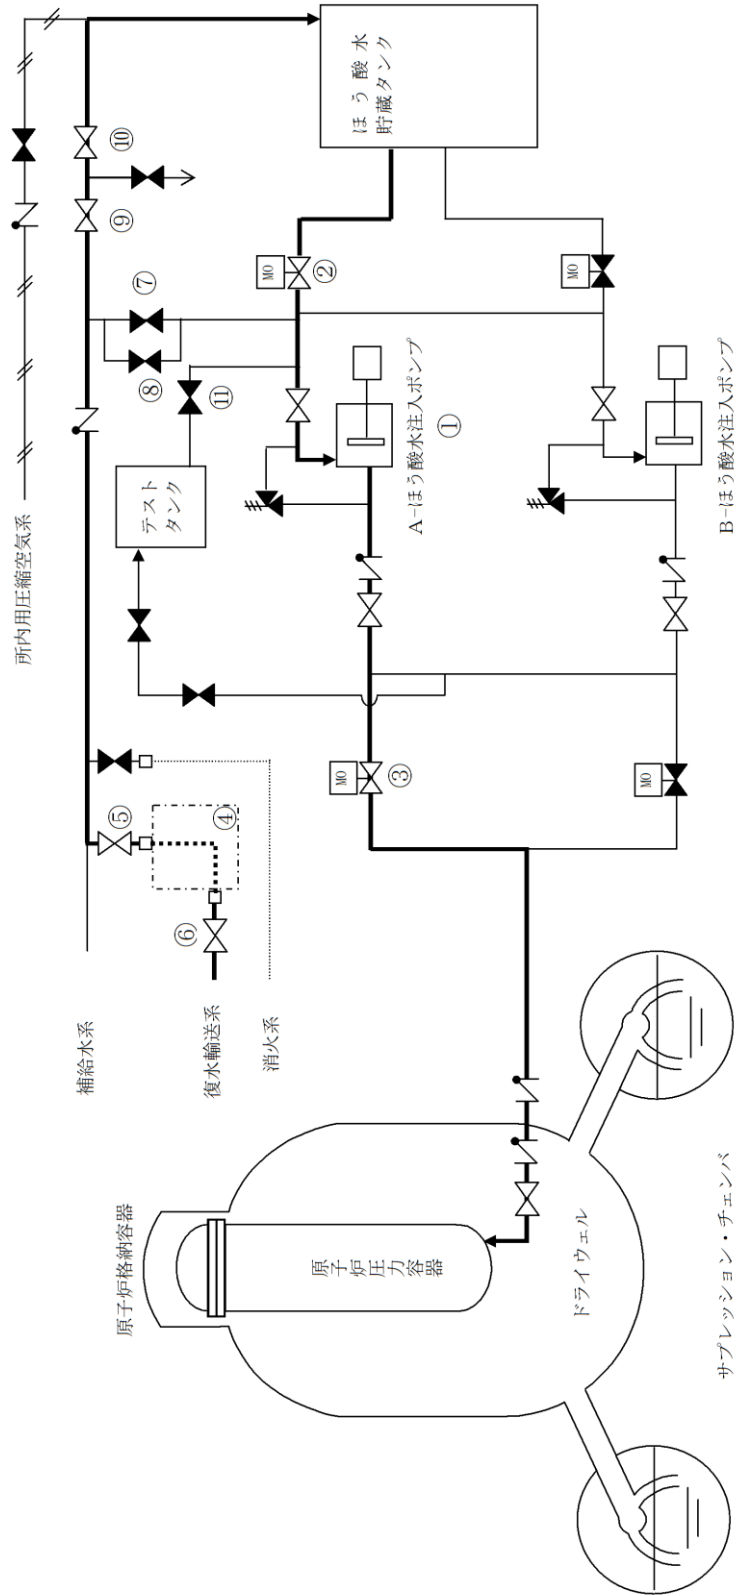 所内用圧縮空気系
⑩
⑨
ほう酸水
貯蔵タンク
⑦
⑧
⑪
MO
②
MO
テスト
タンク
A-ほう酸水注入ポンプ
①
B-ほう酸水注入ポンプ
MO
③
MO
⑤
④
⑥
補給水系
復水輸送系
消火系
原子炉格納容器
原子炉圧力容器
ドライウェル
サプレッション・チェンバ